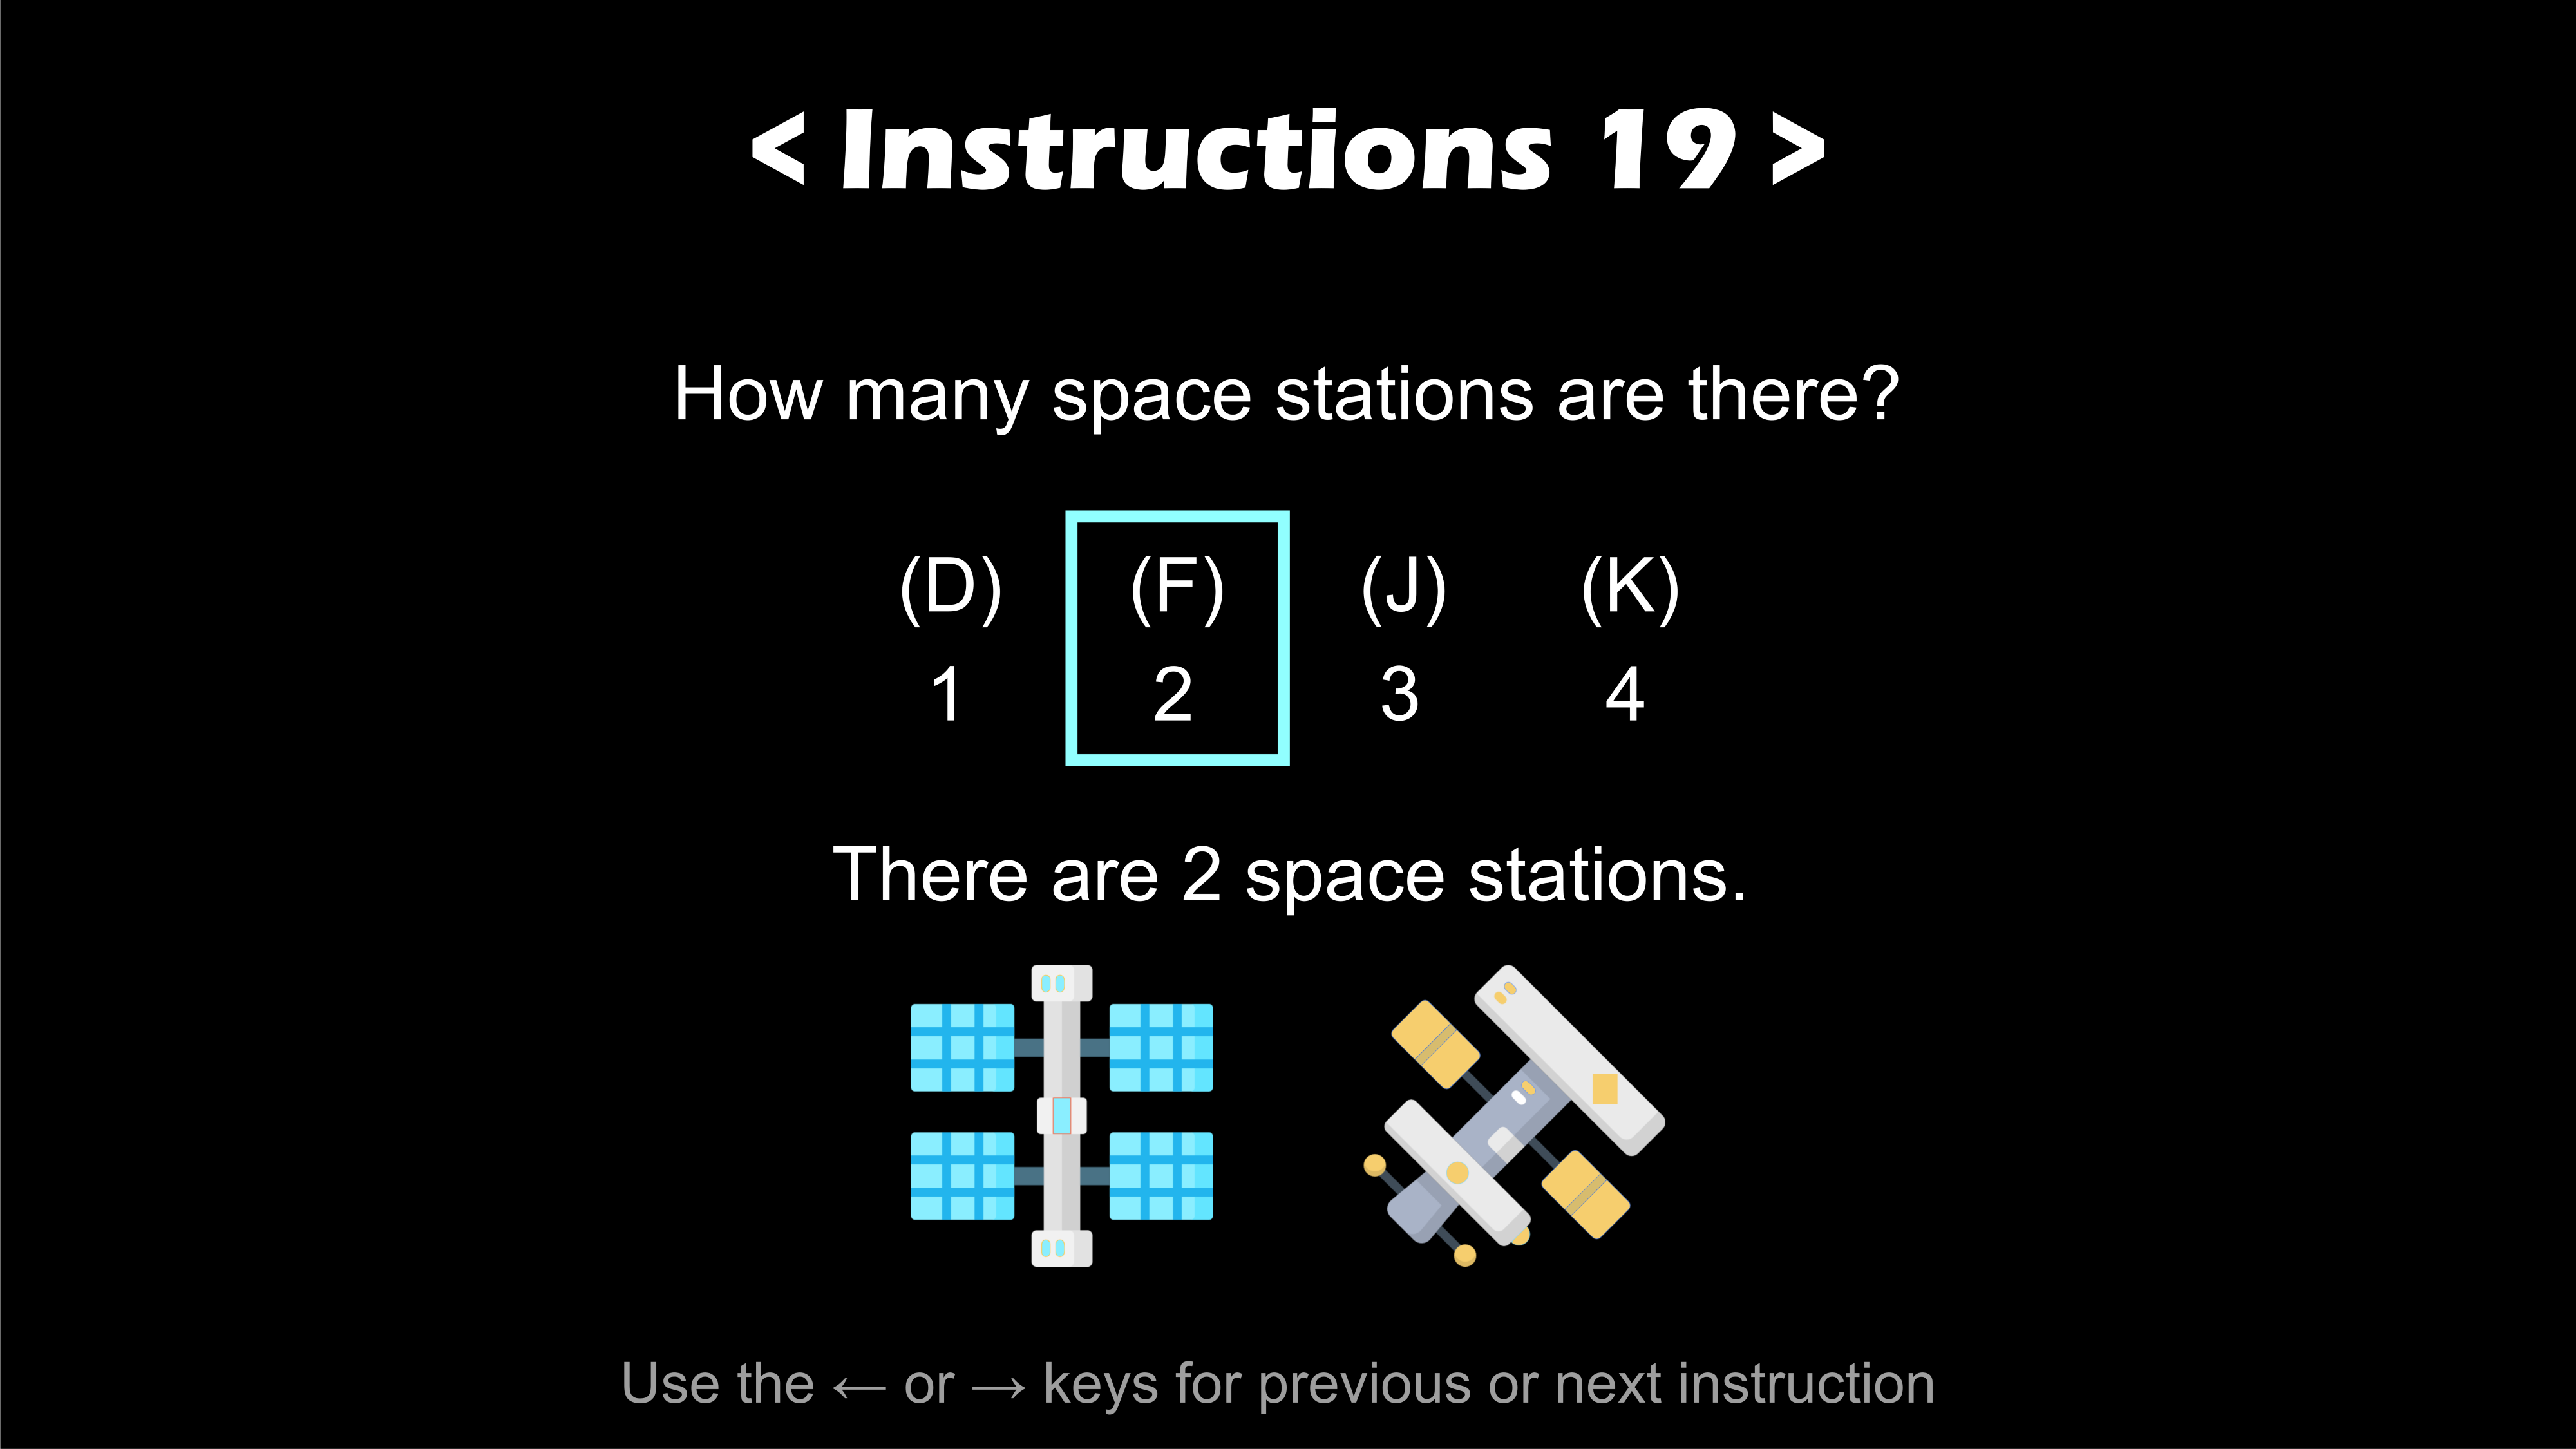 < Instructions 19 >
How many space stations are there?
(D) (F) (J) (K)
1 2 3 4
There are 2 space stations.
Use the ← or → keys for previous or next instruction